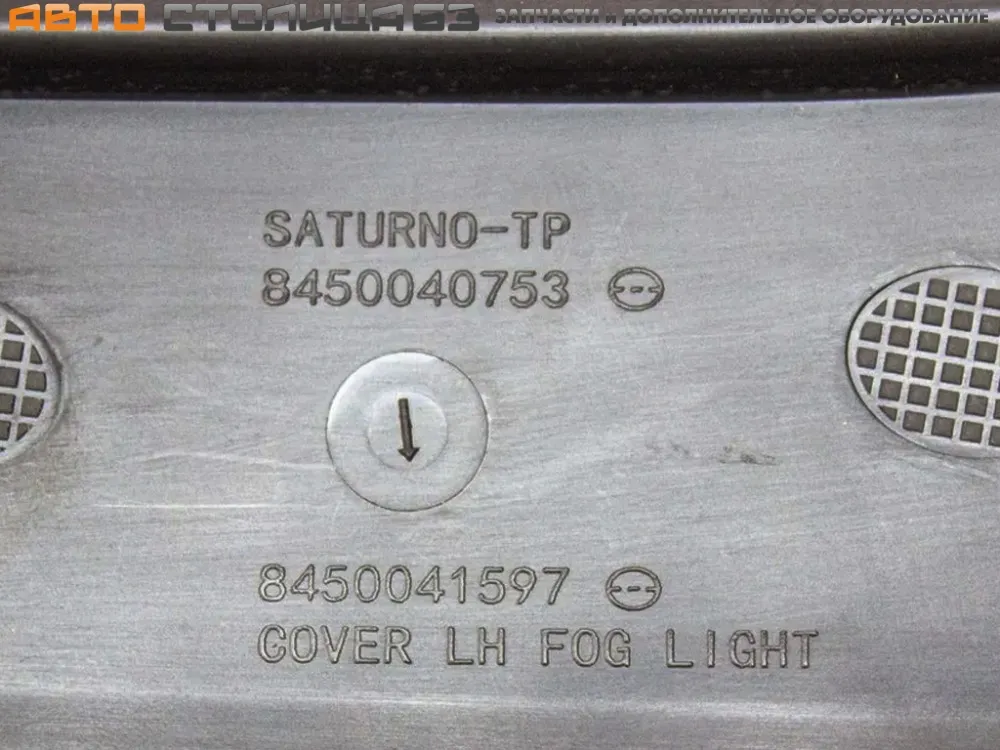 АВТО СТОЛИЦА 63 ЗАПЧАСТИ и ДОПОЛНИТЕЛЬНОЕ ОБОРУДОВАНИЕ
SATURNO-TP
8450040753
8450041597
COVER LH FOG LIGHT